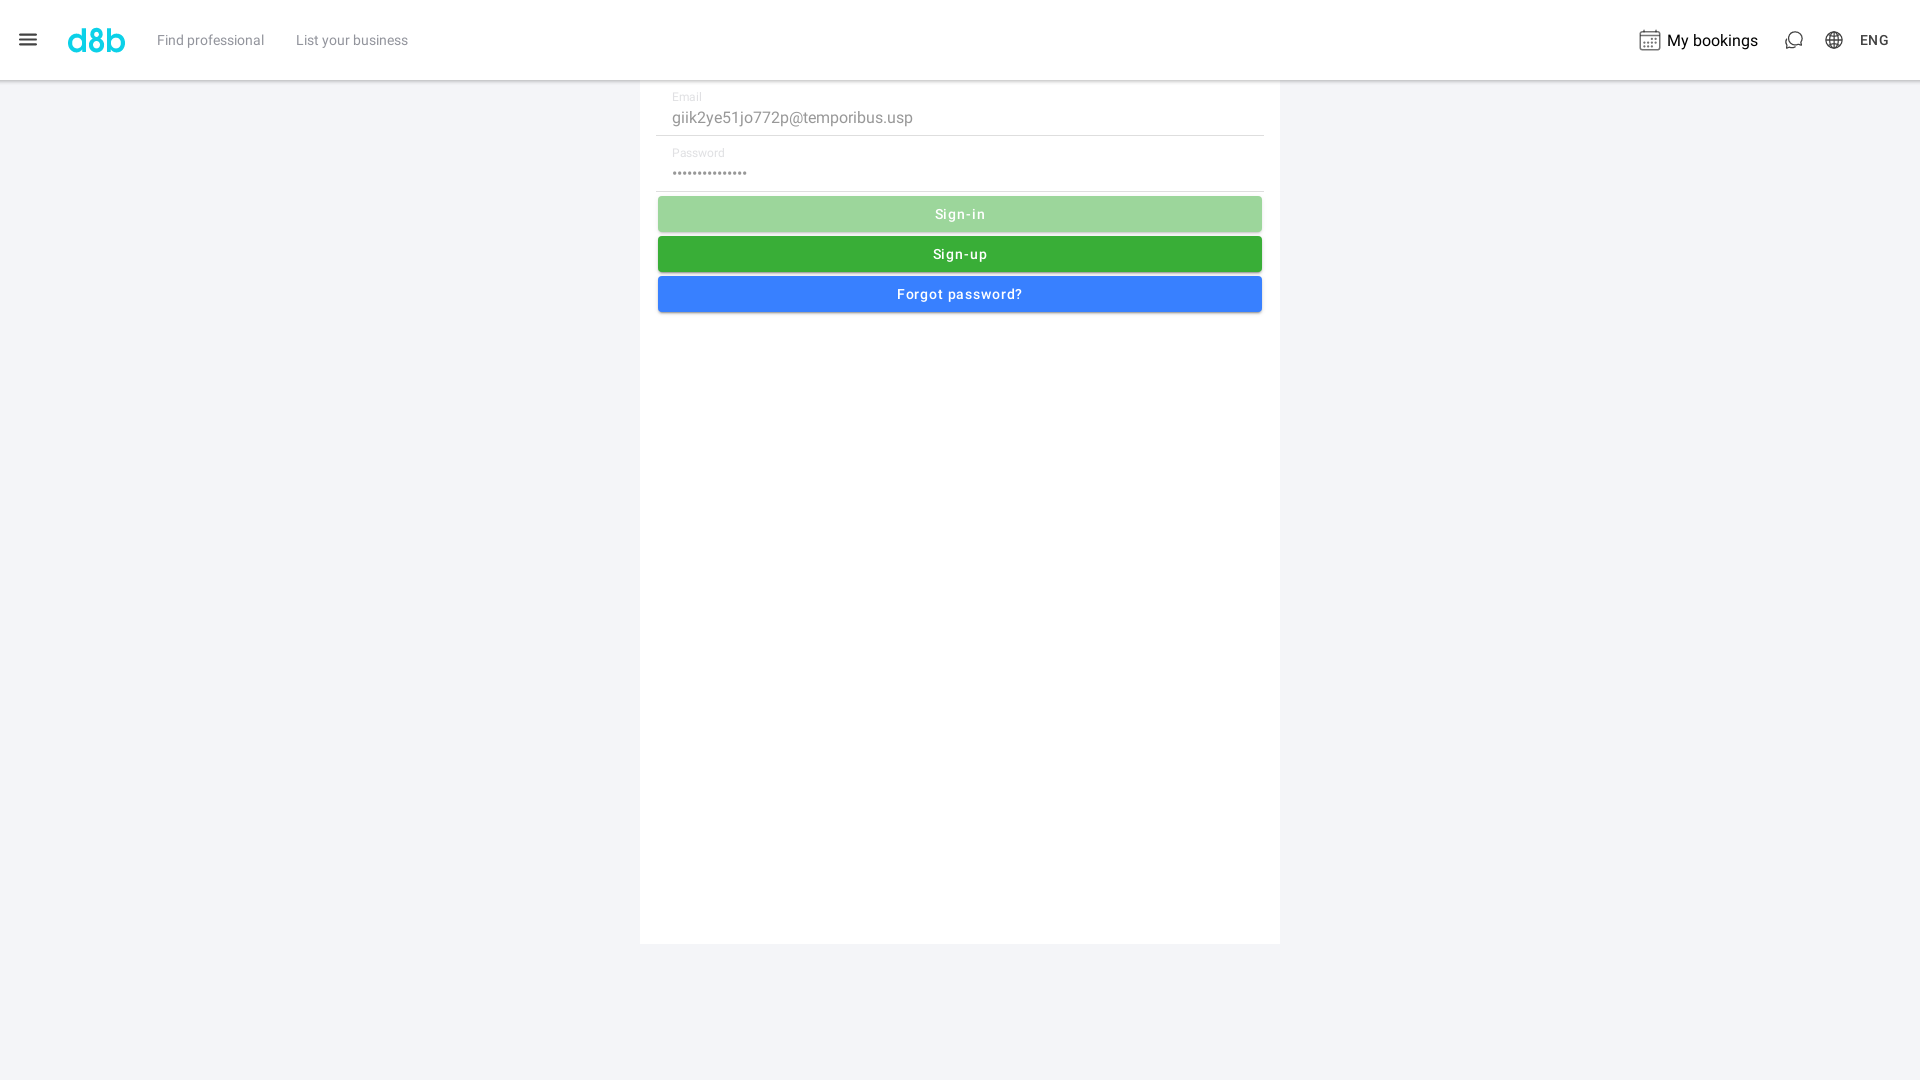 d8b
Find professional
List your business
My bookings
ENG
Email
giik2ye51jo772p@temporibus.usp
Password
•••••••••••••••
Sign-in
Sign-up
Forgot password?